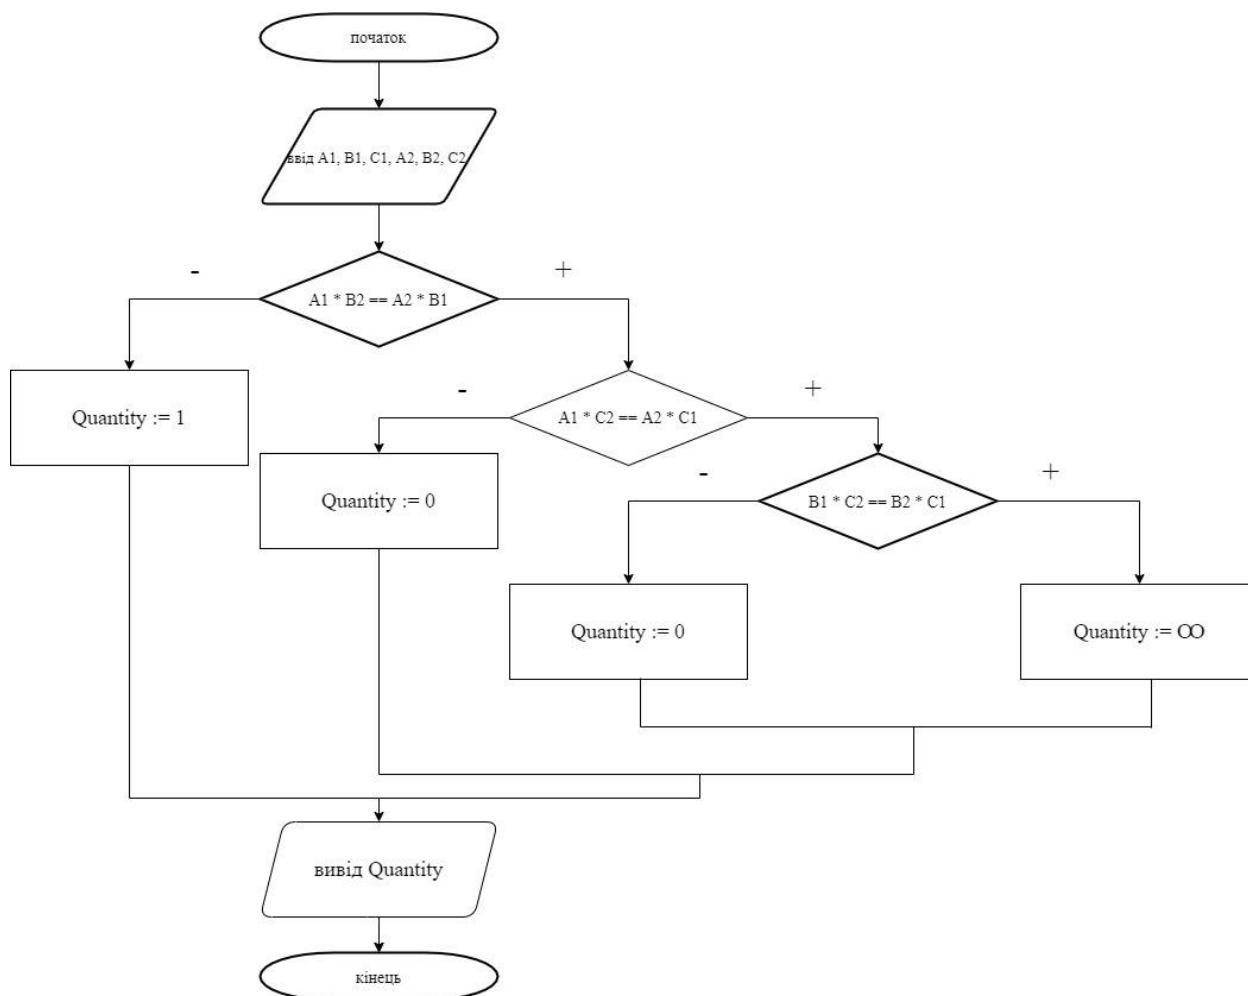 початок
ввід A1, B1, C1, A2, B2, C2
-
+
A1 * B2 == A2 * B1
Quantity := 1
-
+
A1 * C2 == A2 * C1
Quantity := 0
-
+
B1 * C2 == B2 * C1
Quantity := 0
Quantity := ꝏ
вивід Quantity
кінець